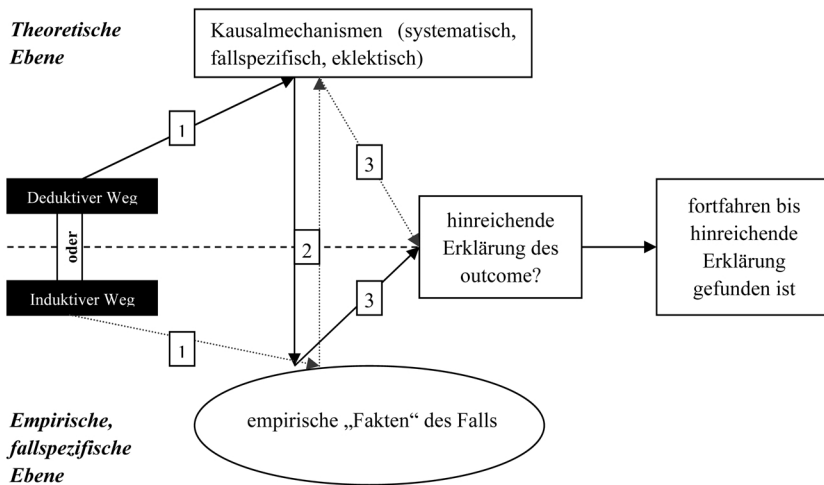 Theoretische
Ebene
Kausalmechanismen (systematisch,
fallspezifisch, eklektisch)
1
3
Deduktiver Weg
oder
2
hinreichende
Erklärung des
outcome?
fortfahren bis
hinreichende
Erklärung
gefunden ist
Induktiver Weg
3
1
Empirische,
fallspezifische
Ebene
empirische „Fakten“ des Falls